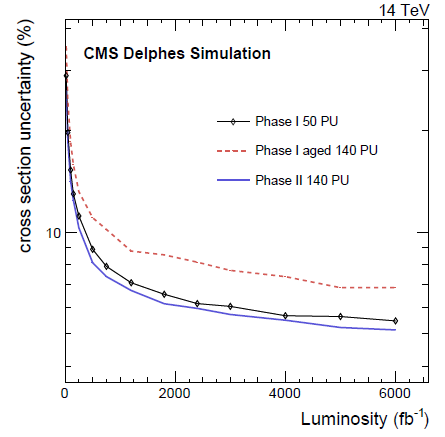 14 TeV
cross section uncertainty (%)
CMS Delphes Simulation
Phase I 50 PU
Phase I aged 140 PU
Phase II 140 PU
10
0 2000 4000 6000
Luminosity (fb⁻¹)